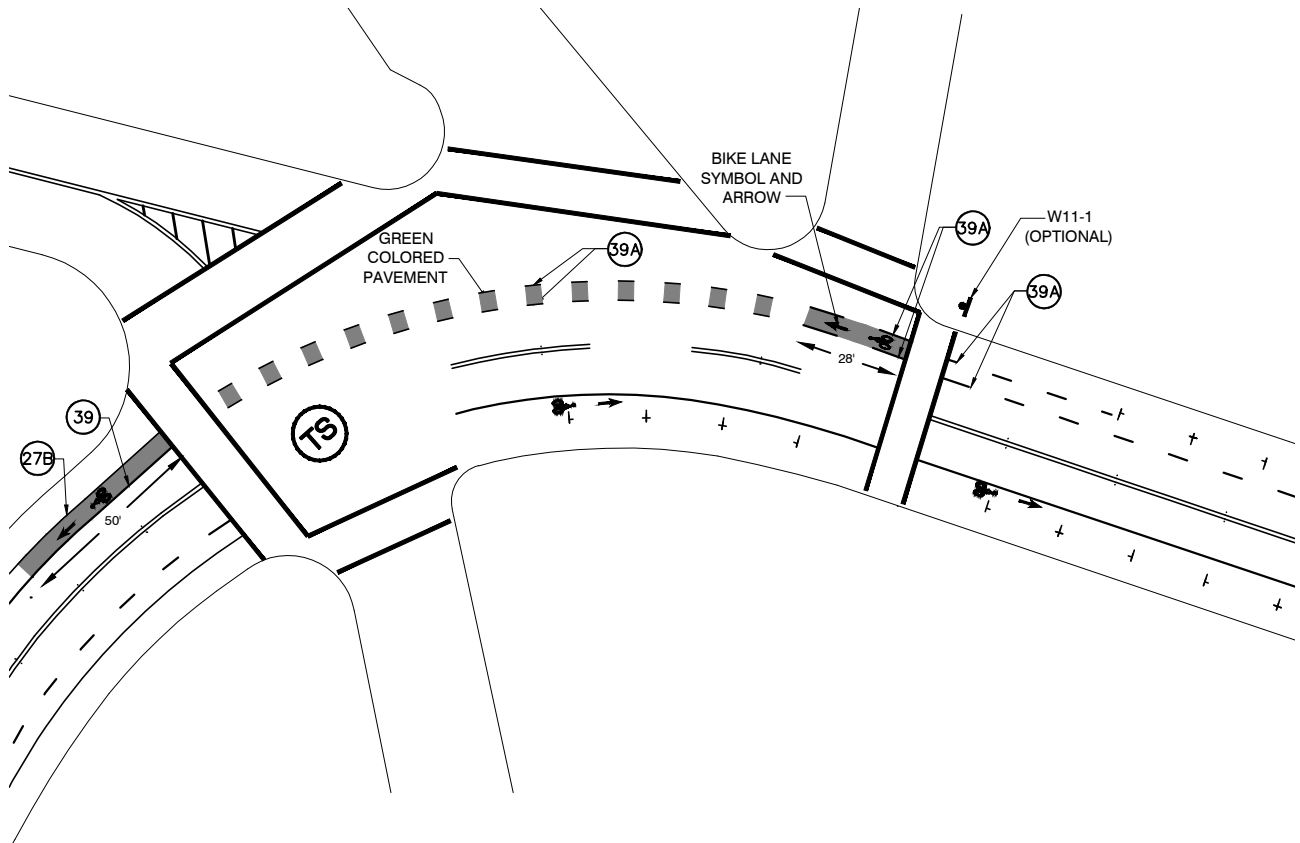 BIKE LANE
SYMBOL AND
ARROW
39A
W11-1
(OPTIONAL)
GREEN
COLORED
PAVEMENT
39A
39A
28'
39
27B
50'
TS